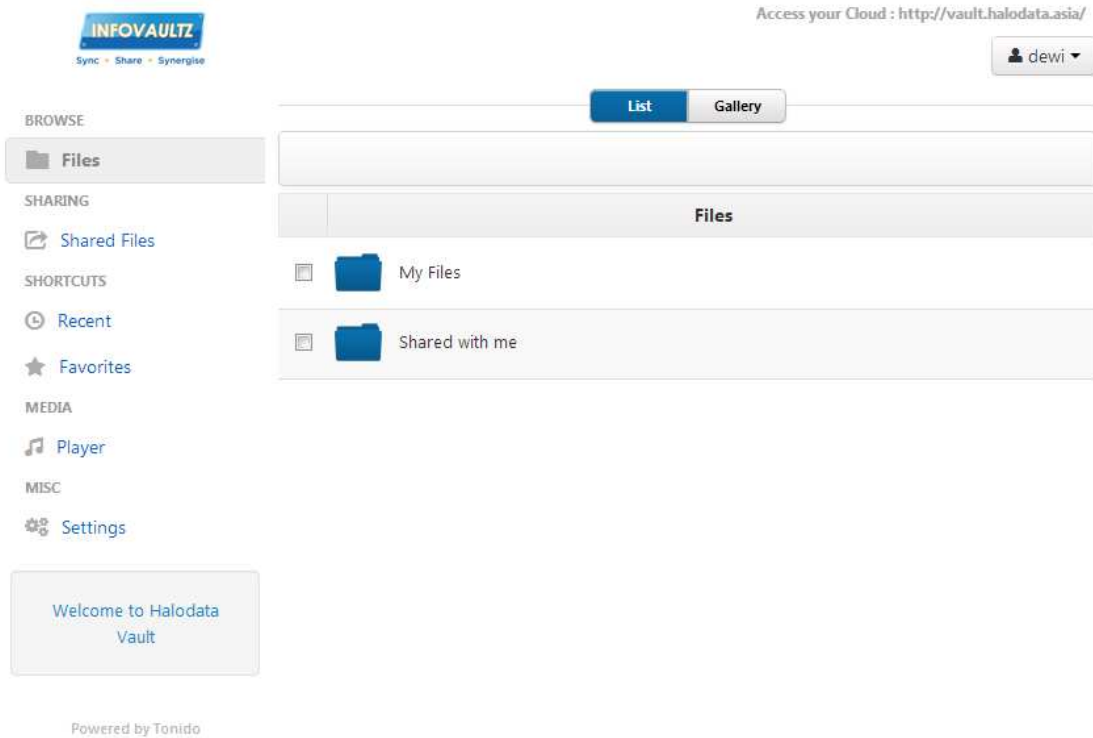 INFOVAULTZ
Sync • Share • Synergise
Access your Cloud : http://vault.halodata.asia/
dewi
List
Gallery
BROWSE
Files
SHARING
Shared Files
SHORTCUTS
Recent
Favorites
MEDIA
Player
MISC
Settings
Welcome to Halodata
Vault
Powered by Tonido
Files
My Files
Shared with me